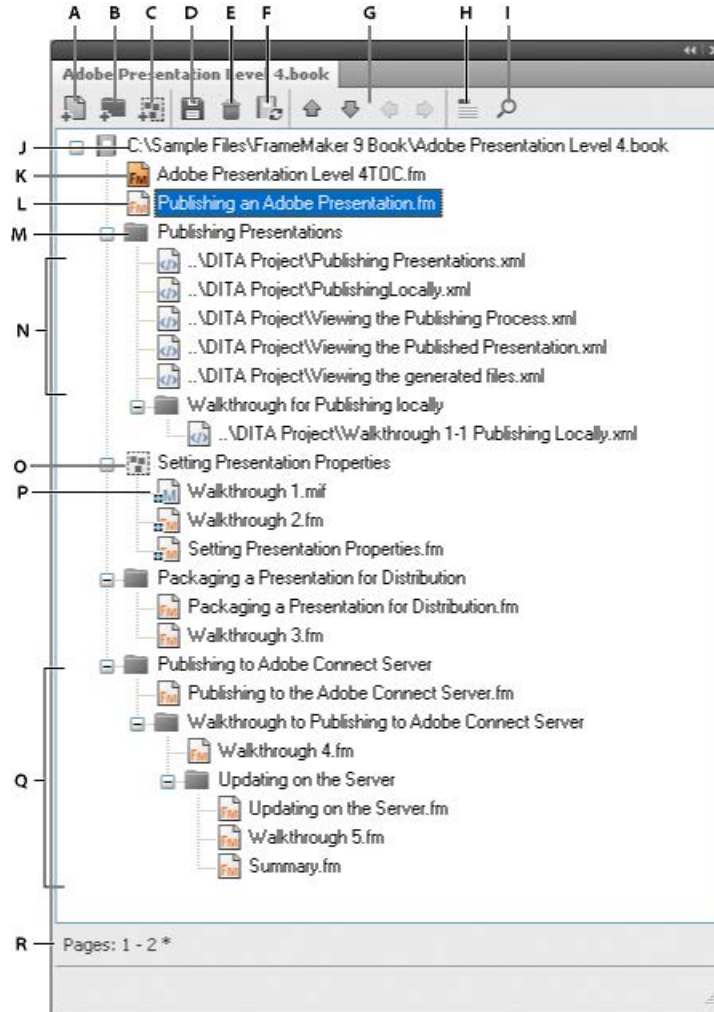 A B C D E F G H I
Adobe Presentation Level 4.book
J C:\Sample Files\FrameMaker 9 Book\Adobe Presentation Level 4.book
K Adobe Presentation Level 4TOC.fm
L Publishing an Adobe Presentation.fm
M Publishing Presentations
..\DITA Project\Publishing Presentations.xml
..\DITA Project\PublishingLocally.xml
N ..\DITA Project\Viewing the Publishing Process.xml
..\DITA Project\Viewing the Published Presentation.xml
..\DITA Project\Viewing the generated files.xml
Walkthrough for Publishing locally
..\DITA Project\Walkthrough 1-1 Publishing Locally.xml
O Setting Presentation Properties
P Walkthrough 1.mif
Walkthrough 2.fm
Setting Presentation Properties.fm
Packaging a Presentation for Distribution
Packaging a Presentation for Distribution.fm
Walkthrough 3.fm
Publishing to Adobe Connect Server
Publishing to the Adobe Connect Server.fm
Walkthrough to Publishing to Adobe Connect Server
Walkthrough 4.fm
Q Updating on the Server
Updating on the Server.fm
Walkthrough 5.fm
Summary.fm
R Pages: 1 - 2 *